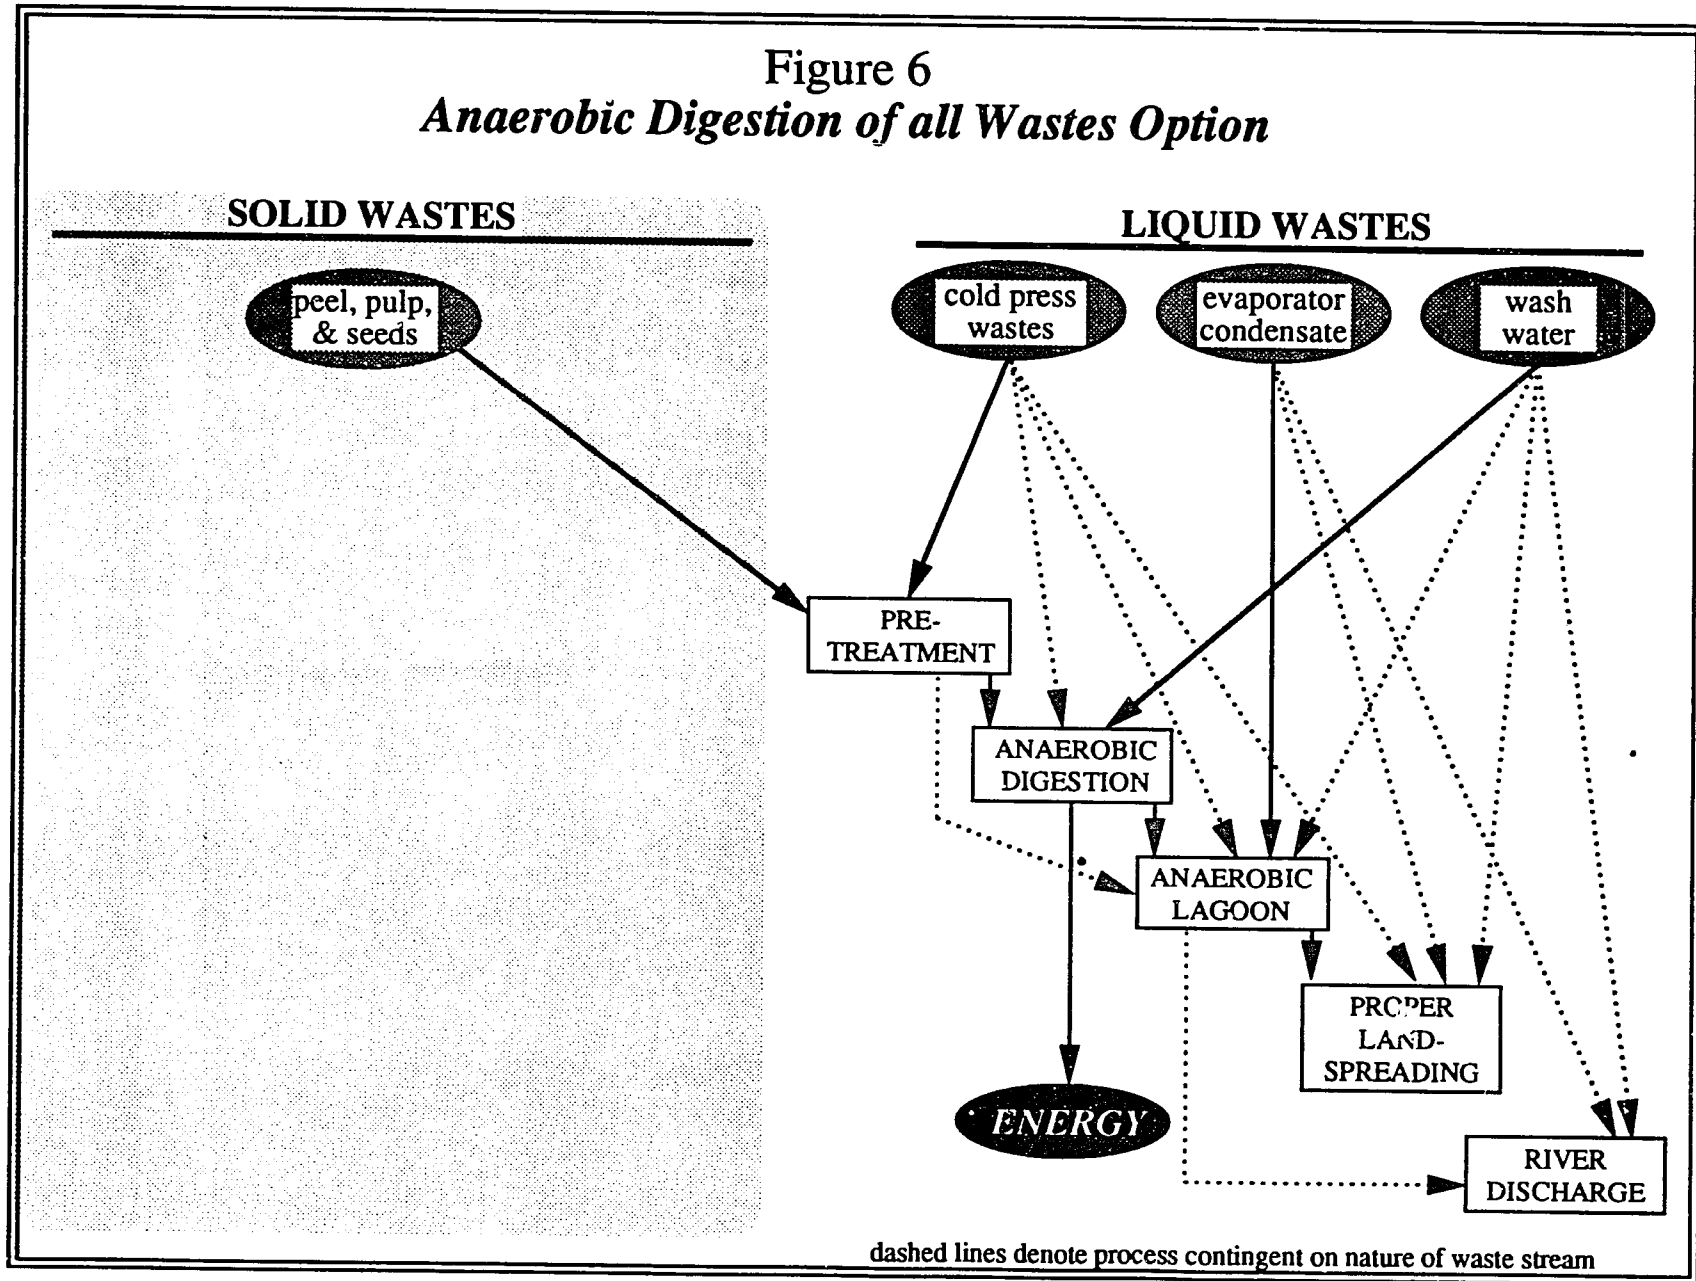 Figure 6
Anaerobic Digestion of all Wastes Option
SOLID WASTES
LIQUID WASTES
peel, pulp,
& seeds
cold press
wastes
evaporator
condensate
wash
water
PRE-
TREATMENT
ANAEROBIC
DIGESTION
ANAEROBIC
LAGOON
PROPER
LAND-
SPREADING
ENERGY
RIVER
DISCHARGE
dashed lines denote process contingent on nature of waste stream